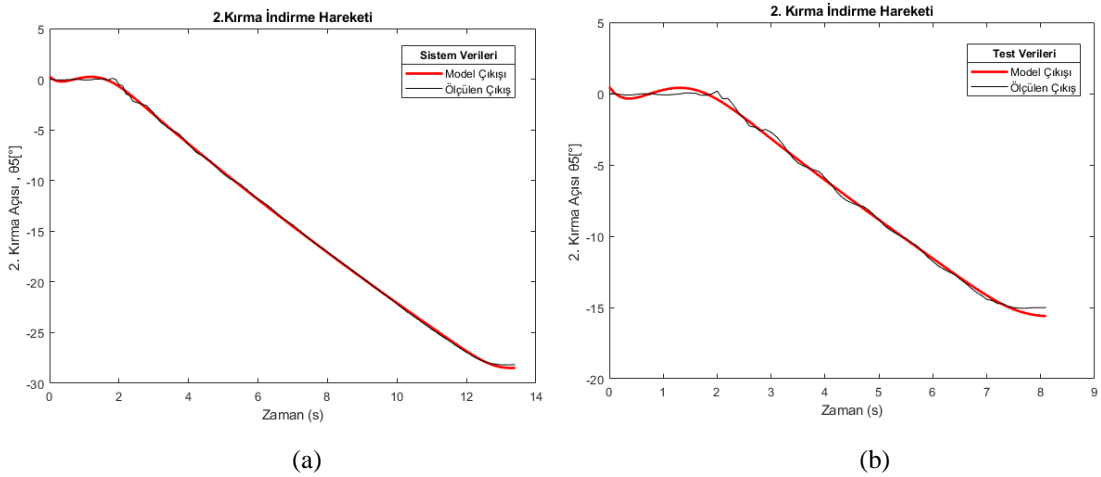 2.Kırma İndirme Hareketi
5
0
-5
-10
-15
-20
-25
-30
2. Kırma Açısı , θ5[°]
0 2 4 6 8 10 12 14
Zaman (s)
Sistem Verileri
Model Çıkışı
Ölçülen Çıkış
(a)
2. Kırma İndirme Hareketi
5
0
-5
-10
-15
-20
2. Kırma Açısı θ5[°]
0 1 2 3 4 5 6 7 8 9
Zaman (s)
Test Verileri
Model Çıkışı
Ölçülen Çıkış
(b)